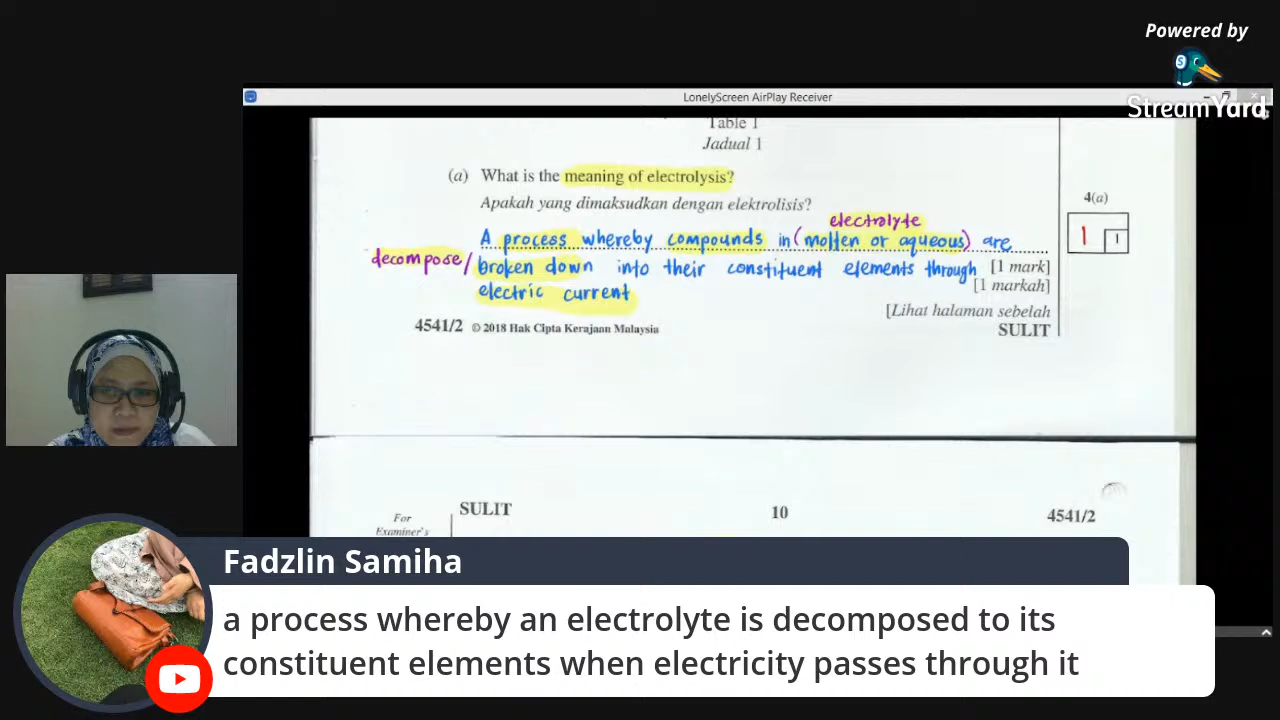 Powered by
StreamYard
LonelyScreen AirPlay Receiver
Table 1
Jadual 1
(a) What is the meaning of electrolysis?
Apakah yang dimaksudkan dengan elektrolisis?
4(a)
1
1
electrolyte
A process whereby compounds in (molten or aqueous) are
decompose/ broken down into their constituent elements through
electric current
[1 mark]
[1 markah]
[Lihat halaman sebelah
4541/2 © 2018 Hak Cipta Kerajaan Malaysia
SULIT
For
Examiner's
SULIT
10
4541/2
Fadzlin Samiha
a process whereby an electrolyte is decomposed to its
constituent elements when electricity passes through it